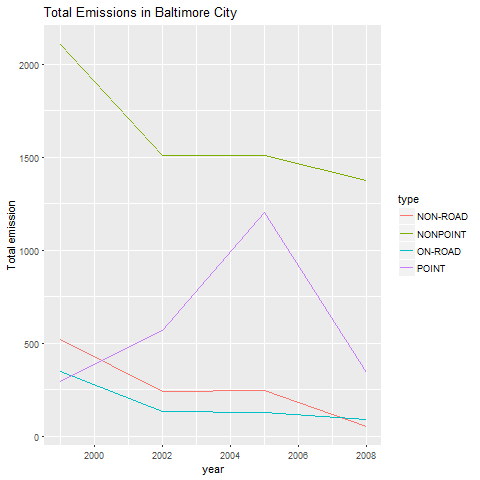 Total Emissions in Baltimore City
2000
1500
1000
500
0
Total emission
2000
2002
2004
2006
2008
year
type
NON-ROAD
NONPOINT
ON-ROAD
POINT